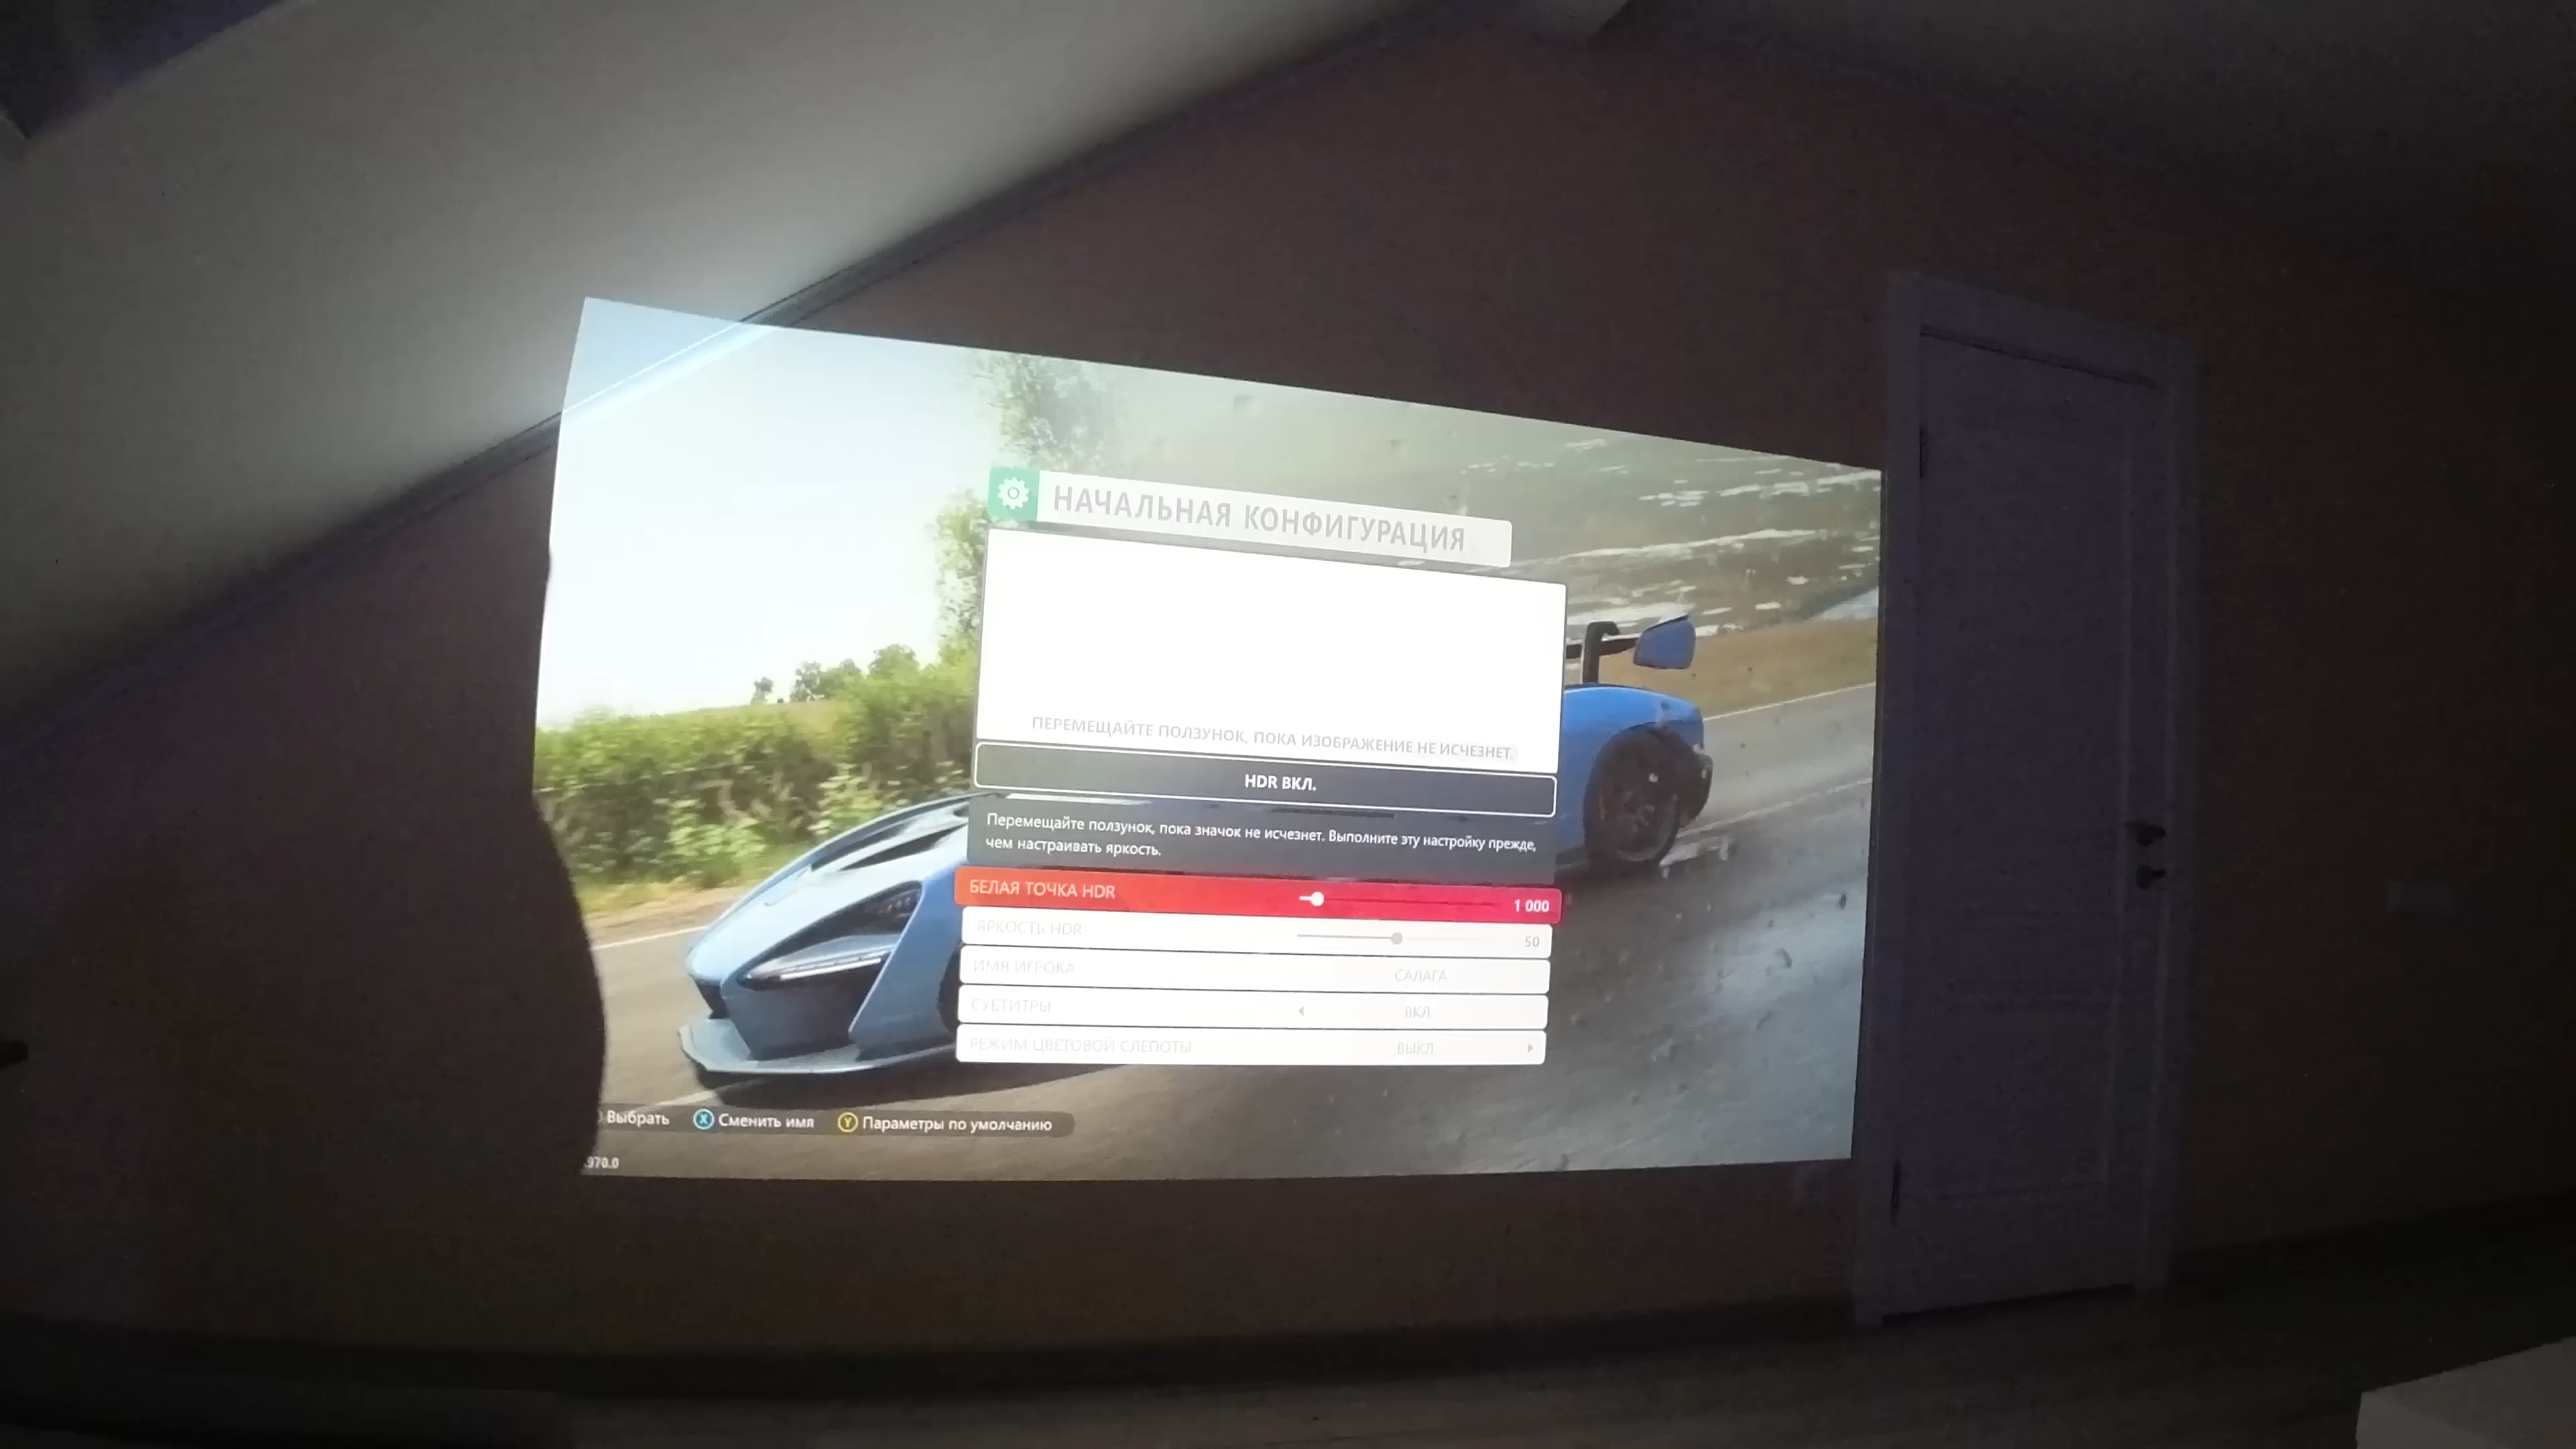 НАЧАЛЬНАЯ КОНФИГУРАЦИЯ
ПЕРЕМЕЩАЙТЕ ПОЛЗУНОК, ПОКА ИЗОБРАЖЕНИЕ НЕ ИСЧЕЗНЕТ.
HDR ВКЛ.
Перемещайте ползунок, пока значок не исчезнет. Выполните эту настройку прежде,
чем настраивать яркость.
БЕЛАЯ ТОЧКА HDR 1 000
ЯРКОСТЬ HDR 50
ИМЯ ИГРОКА САЛАГА
СУБТИТРЫ ВКЛ.
РЕЖИМ ЦВЕТОВОЙ СЛЕПОТЫ ВЫКЛ.
Выбрать X Сменить имя Y Параметры по умолчанию
970.0